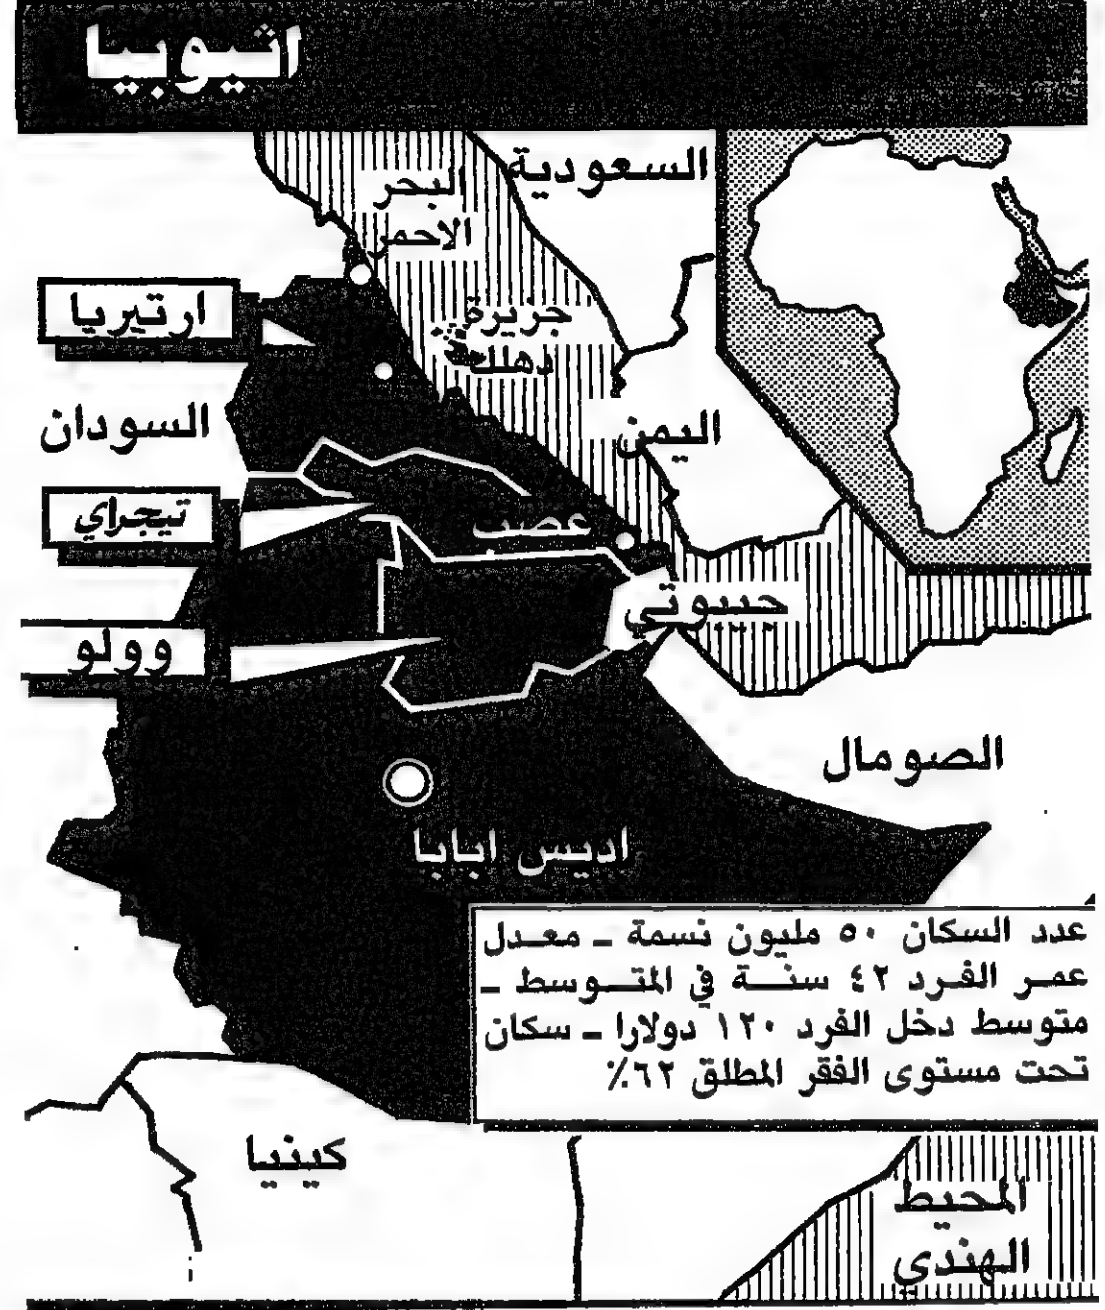 اثيوبيا
السعودية
البحر
الاحمر
ارتيريا
جزيرة
دهلك
السودان
اليمن
تيجراي
عصب
جيبوتي
وولو
الصومال
اديس ابابا
عدد السكان ٥٠ مليون نسمة ـ معدل
عمر الفرد ٤٢ سنة في المتوسط ـ
متوسط دخل الفرد ١٢٠ دولارا ـ سكان
تحت مستوى الفقر المطلق ٦٢٪
كينيا
المحيط
الهندي